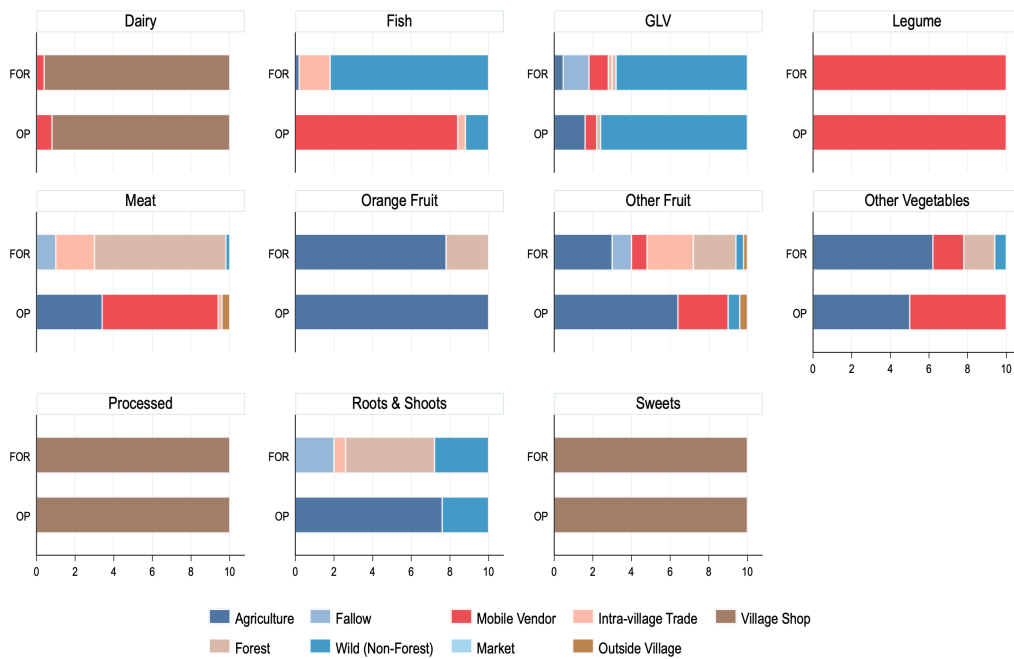 Dairy Fish GLV Legume
FOR FOR FOR FOR
OP OP OP OP
Meat Orange Fruit Other Fruit Other Vegetables
FOR FOR FOR FOR
OP OP OP OP
0 2 4 6 8 10
Processed Roots & Shoots Sweets
FOR FOR FOR
OP OP OP
0 2 4 6 8 10 0 2 4 6 8 10 0 2 4 6 8 10
Agriculture Fallow Mobile Vendor Intra-village Trade Village Shop
Forest Wild (Non-Forest) Market Outside Village